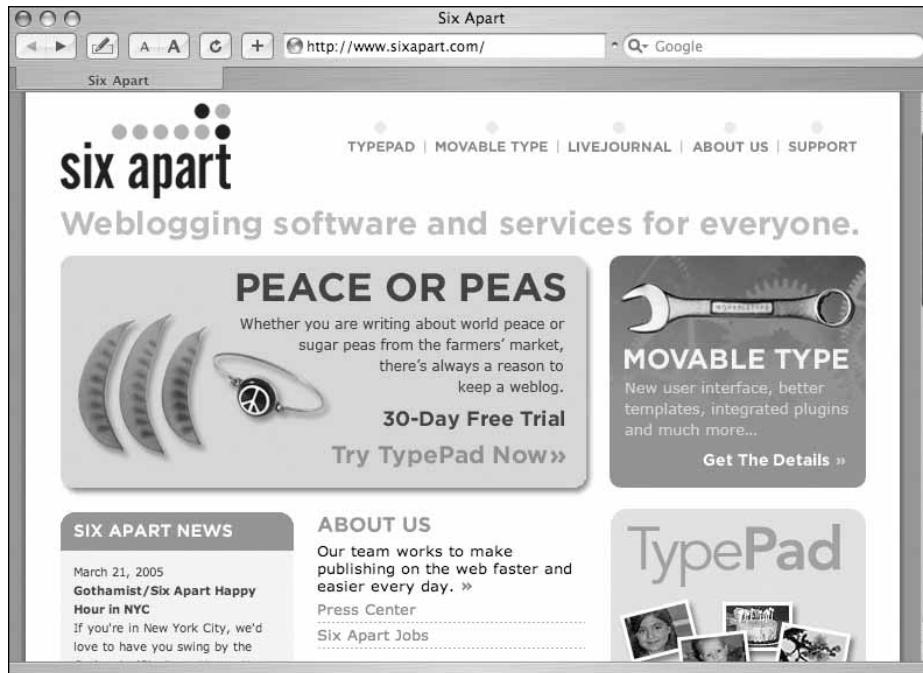 Six Apart
A A
http://www.sixapart.com/
Google
Six Apart
six apart
TYPEPAD | MOVABLE TYPE | LIVEJOURNAL | ABOUT US | SUPPORT
Weblogging software and services for everyone.
PEACE OR PEAS
Whether you are writing about world peace or
sugar peas from the farmers' market,
there's always a reason to
keep a weblog.
30-Day Free Trial
Try TypePad Now»
MOVABLETYPE
MOVABLE TYPE
New user interface, better
templates, integrated plugins
and much more...
Get The Details »
SIX APART NEWS
March 21, 2005
Gothamist/Six Apart Happy
Hour in NYC
If you're in New York City, we'd
love to have you swing by the
ABOUT US
Our team works to make
publishing on the web faster and
easier every day. »
Press Center
Six Apart Jobs
TypePad